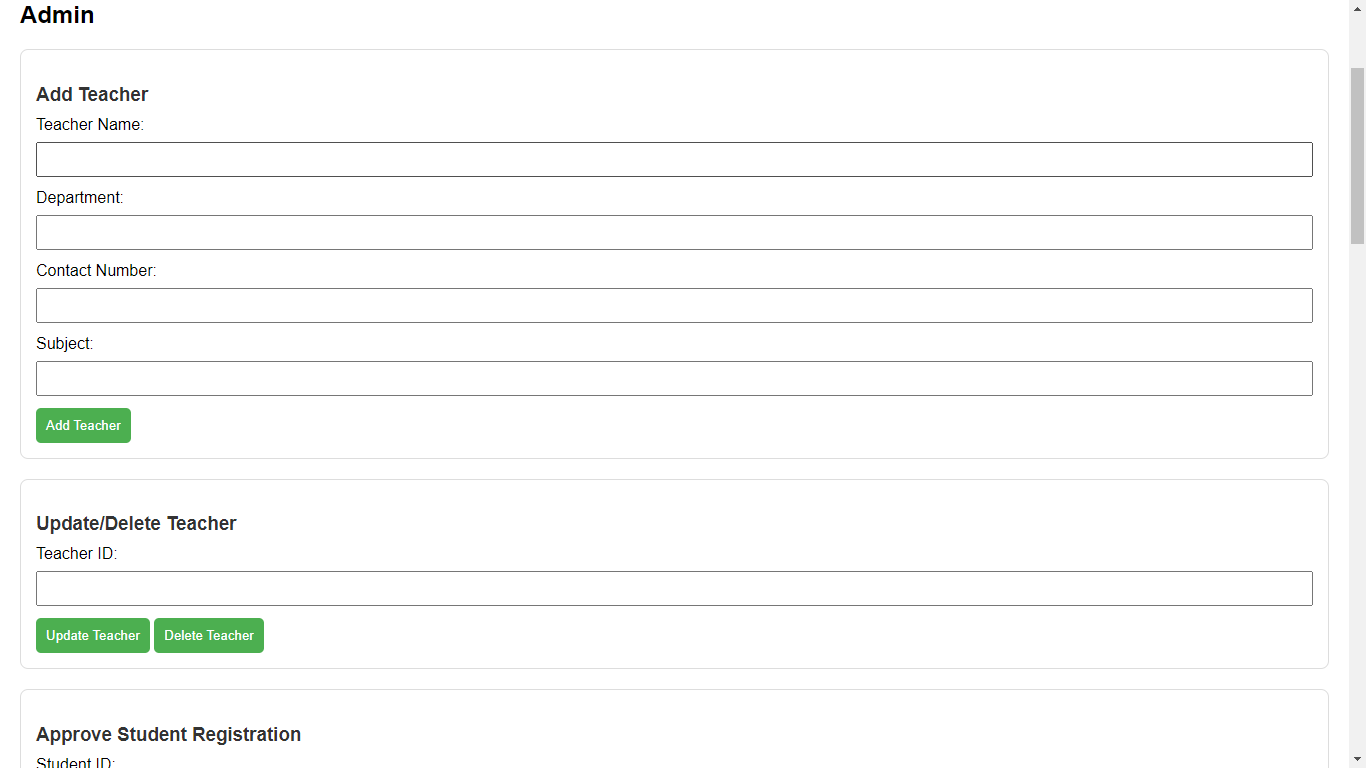 Admin
Add Teacher
Teacher Name:
Department:
Contact Number:
Subject:
Add Teacher
Update/Delete Teacher
Teacher ID:
Update Teacher Delete Teacher
Approve Student Registration
Student ID: